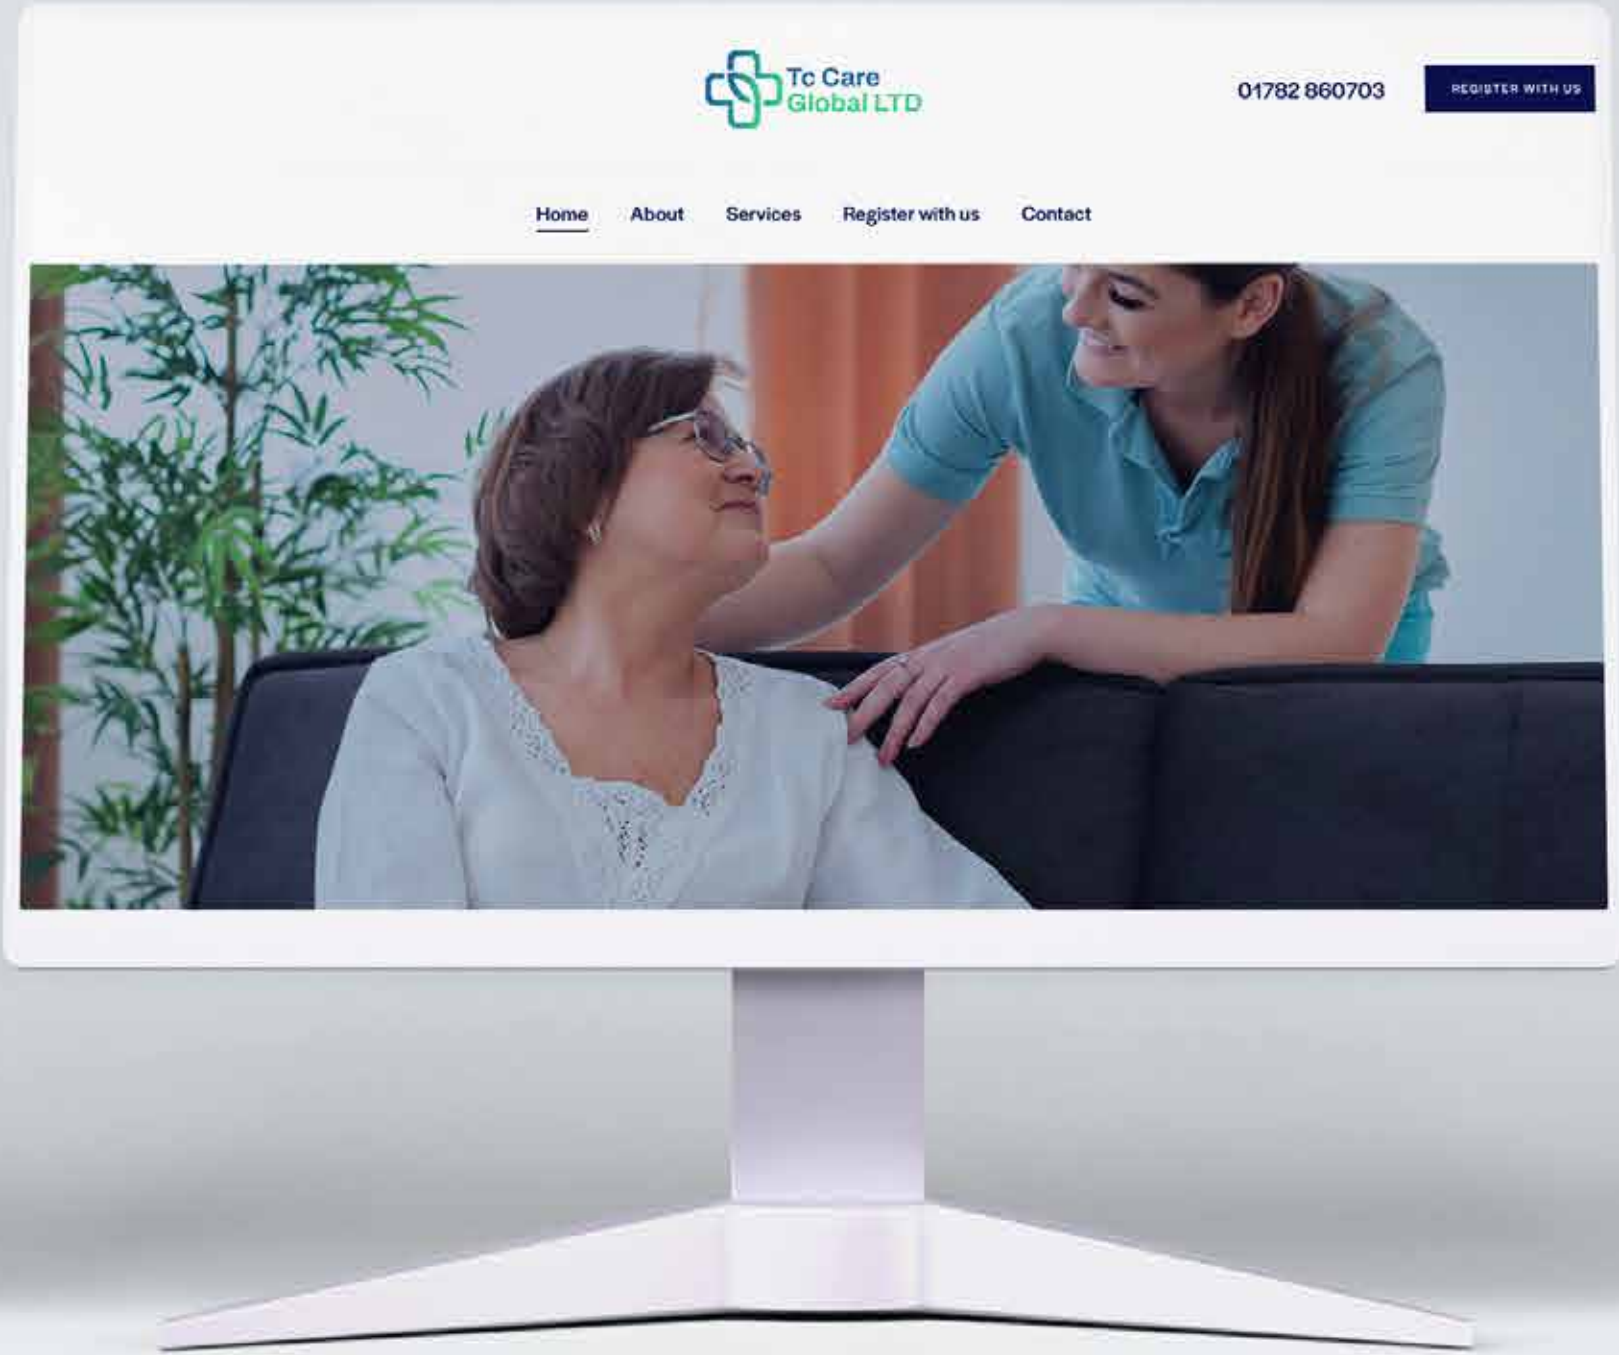 Tc Care
Global LTD
01782 860703
REGISTER WITH US
Home About Services Register with us Contact